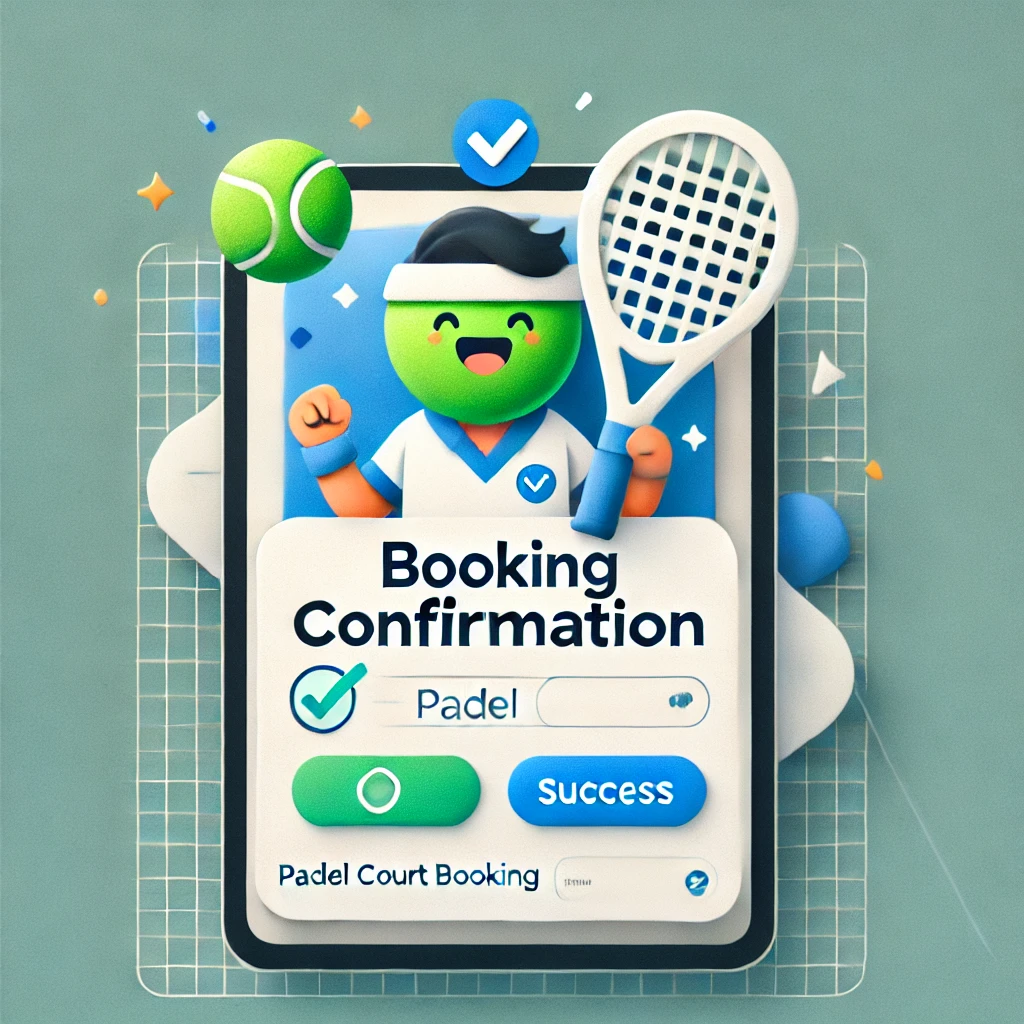 Booking
Confirmation
Padel
Success
Padel Court Booking